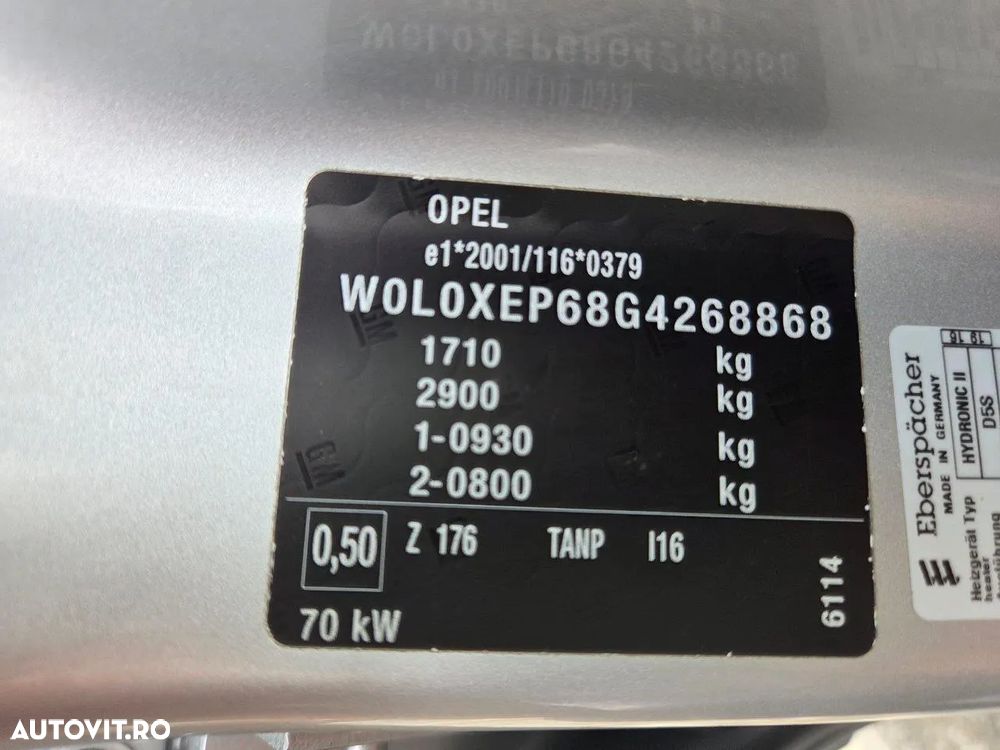 OPEL
e1*2001/116*0379
W0L0XEP68G4268868
1710 kg
2900 kg
1-0930 kg
2-0800 kg
0,50 Z 176 TANP I16
70 kW
6114
Eberspächer
MADE IN GERMANY
Heizgerät Typ HYDRONIC II
heater D5S
AUTOVIT.RO